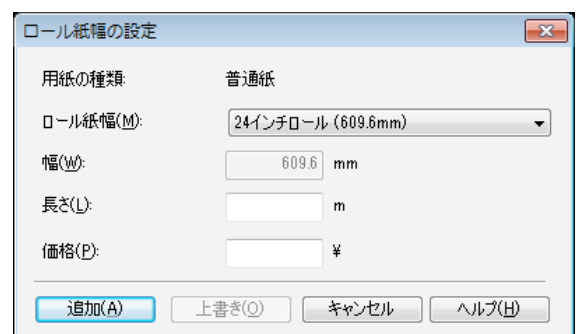 ロール紙幅の設定
用紙の種類: 普通紙
ロール紙幅(M): 24インチロール (609.6mm)
幅(W): 609.6 mm
長さ(L): m
価格(P): ¥
追加(A) 上書き(O) キャンセル ヘルプ(H)